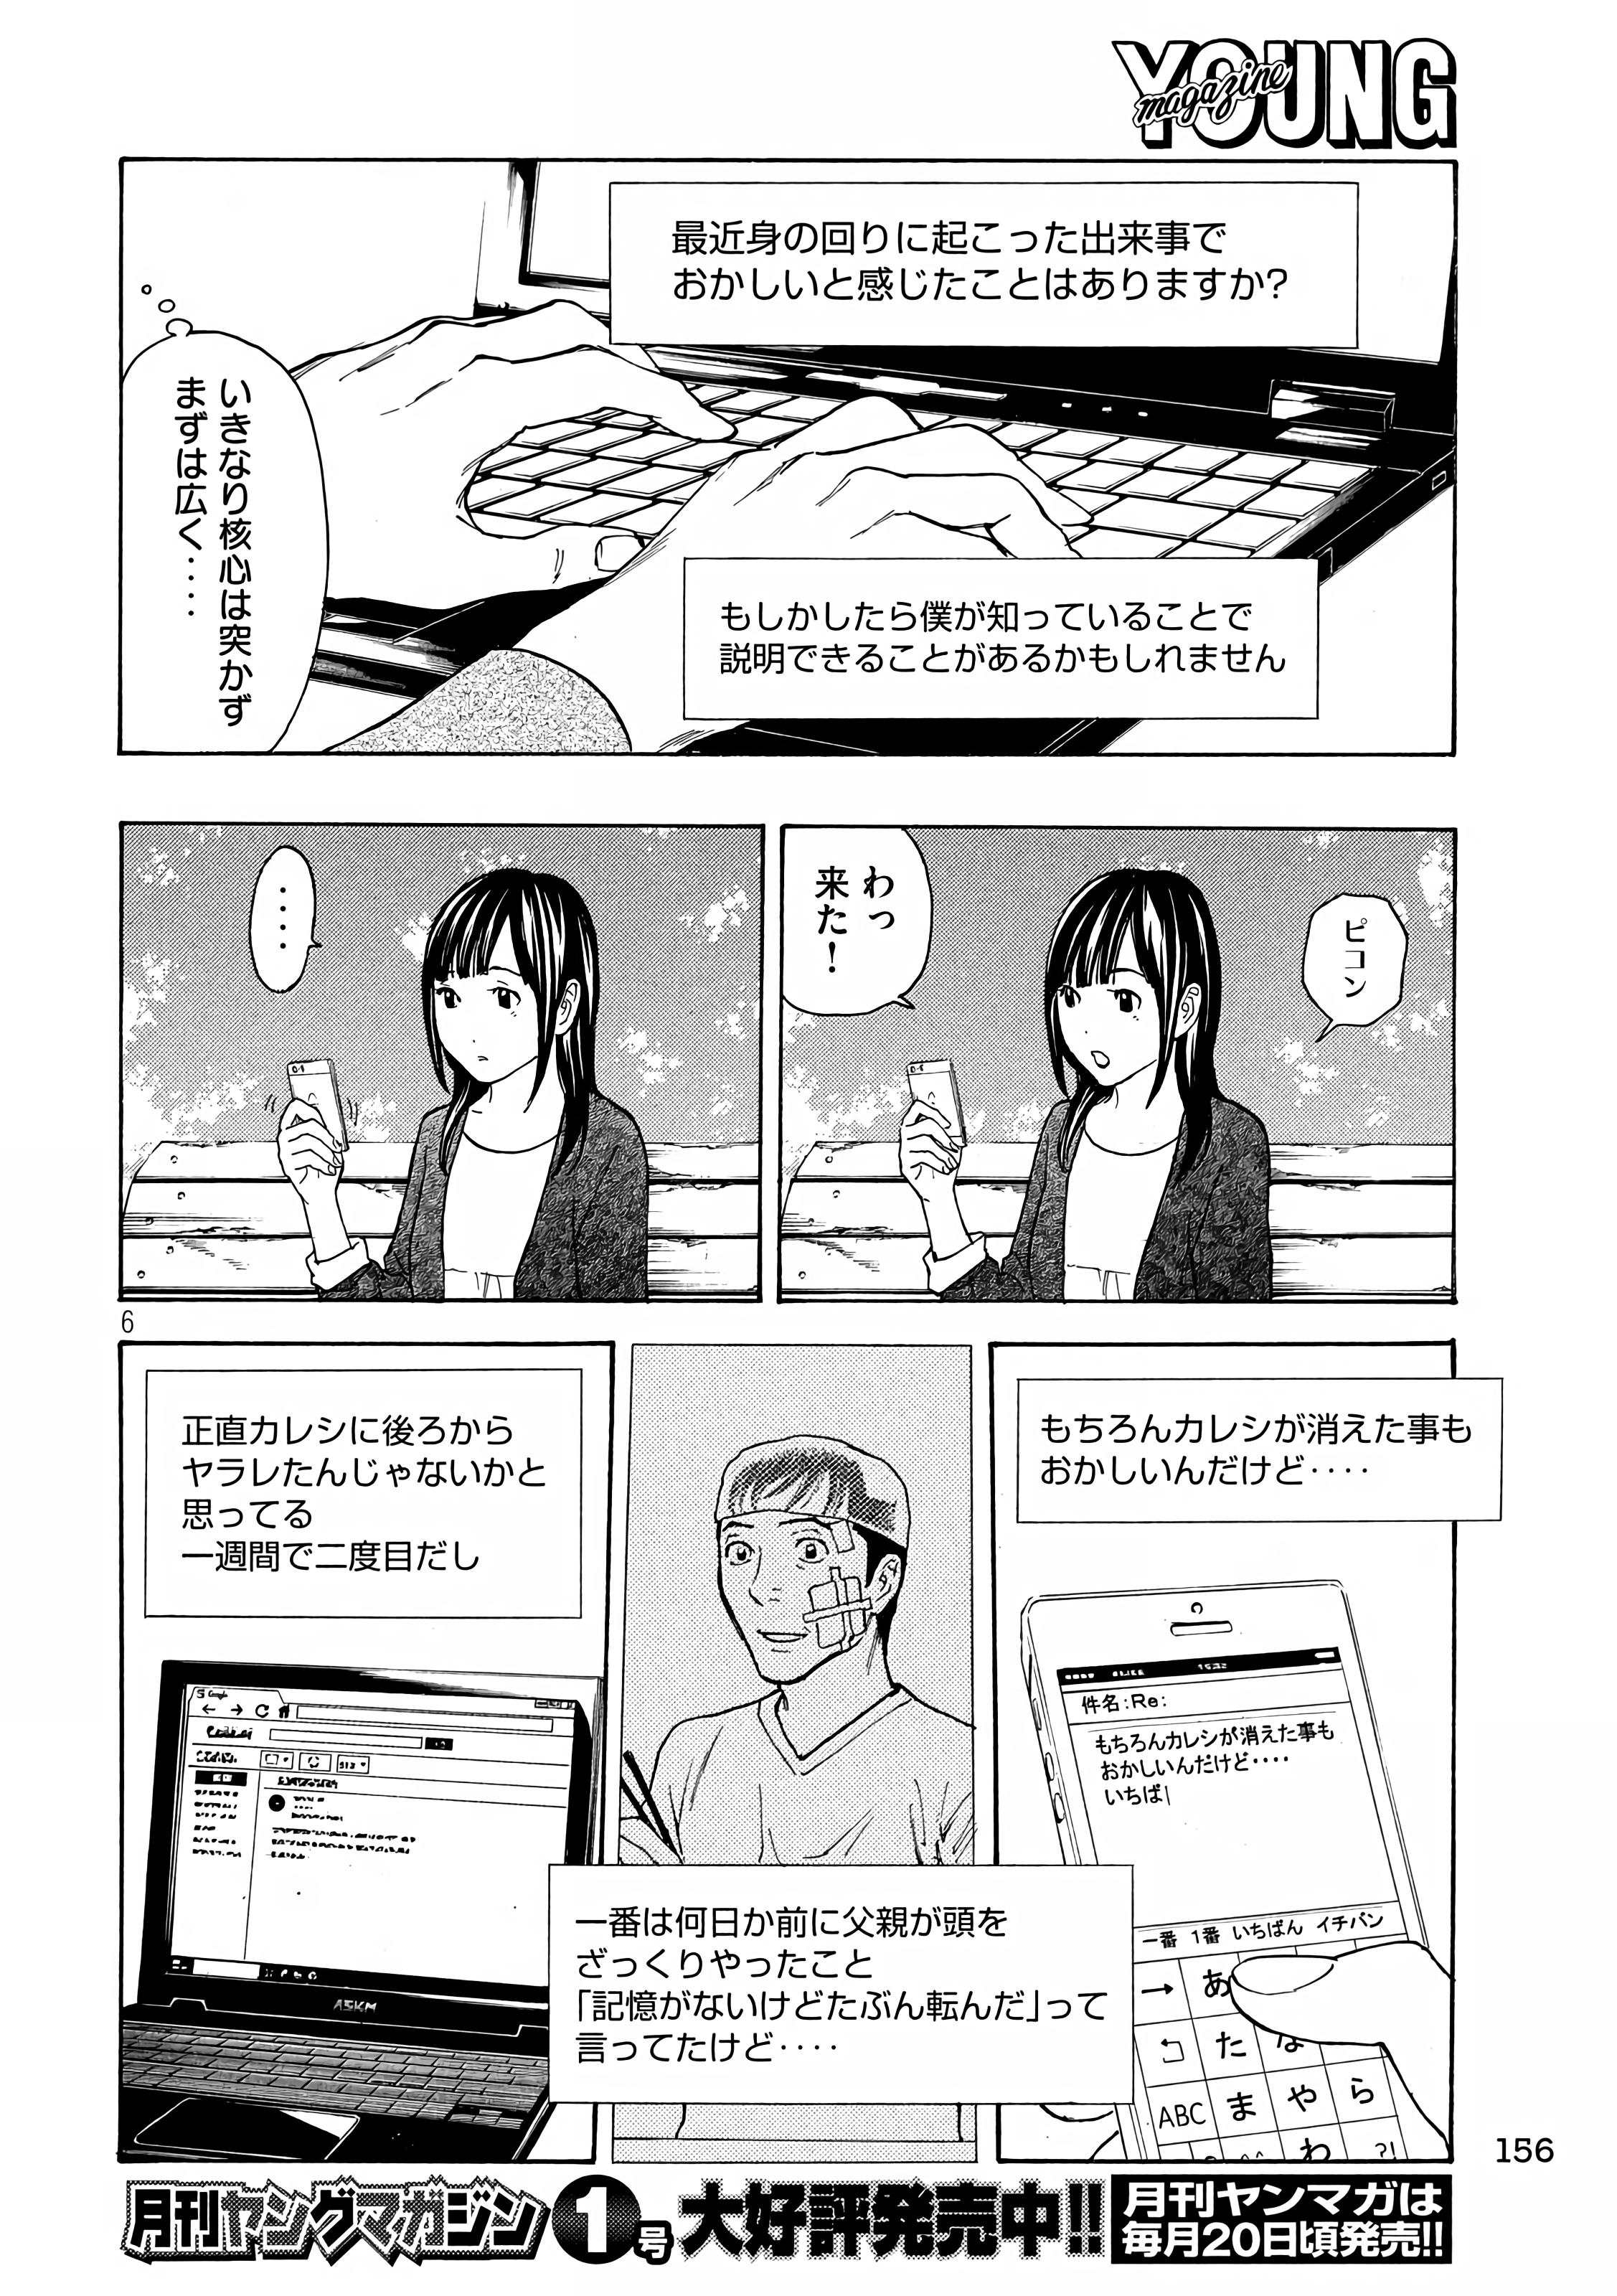 YOUNG
magazine
最近身の回りに起こった出来事で
おかしいと感じたことはありますか?
いきなり核心は突かず
まずは広く‥‥
もしかしたら僕が知っていることで
説明できることがあるかもしれません
ピコン
わっ
来た!
‥‥
6
もちろんカレシが消えた事も
おかしいんだけど‥‥
件名:Re:
もちろんカレシが消えた事も
おかしいんだけど‥‥
いちば
一番 1番 いちばん イチバン
→ あ
た な
ABC ま や ら
わ ?!
一番は何日か前に父親が頭を
ざっくりやったこと
「記憶がないけどたぶん転んだ」って
言ってたけど‥‥
正直カレシに後ろから
ヤラレたんじゃないかと
思ってる
一週間で二度目だし
Google
ASKM
156
月刊ヤングマガジン 1号 大好評発売中!!
月刊ヤンマガは
毎月20日頃発売!!